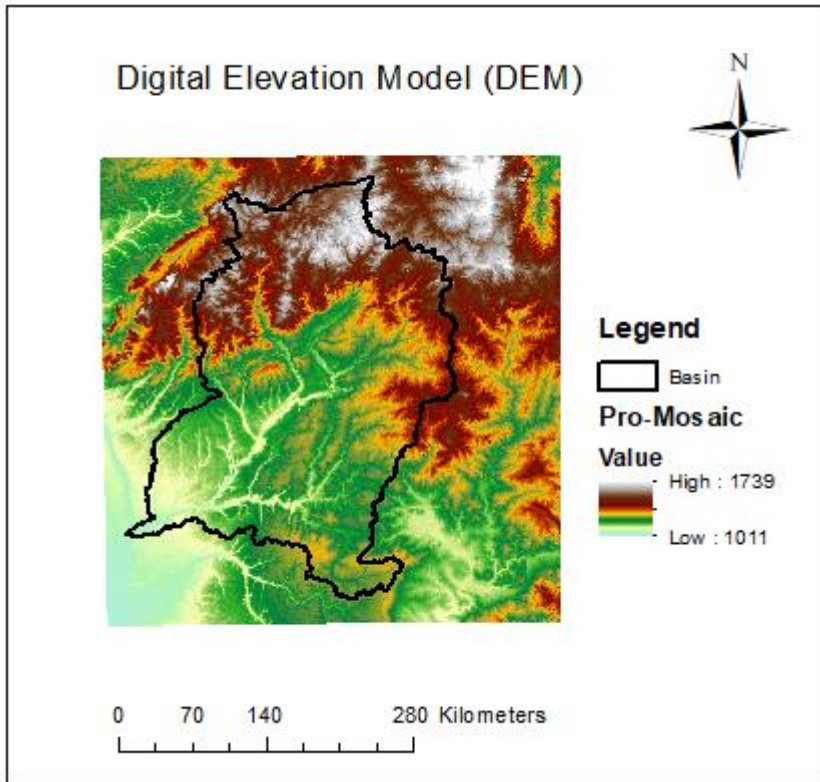 Digital Elevation Model (DEM)
N
Legend
Basin
Pro-Mosaic
Value
High : 1739
Low : 1011
0 70 140 280 Kilometers